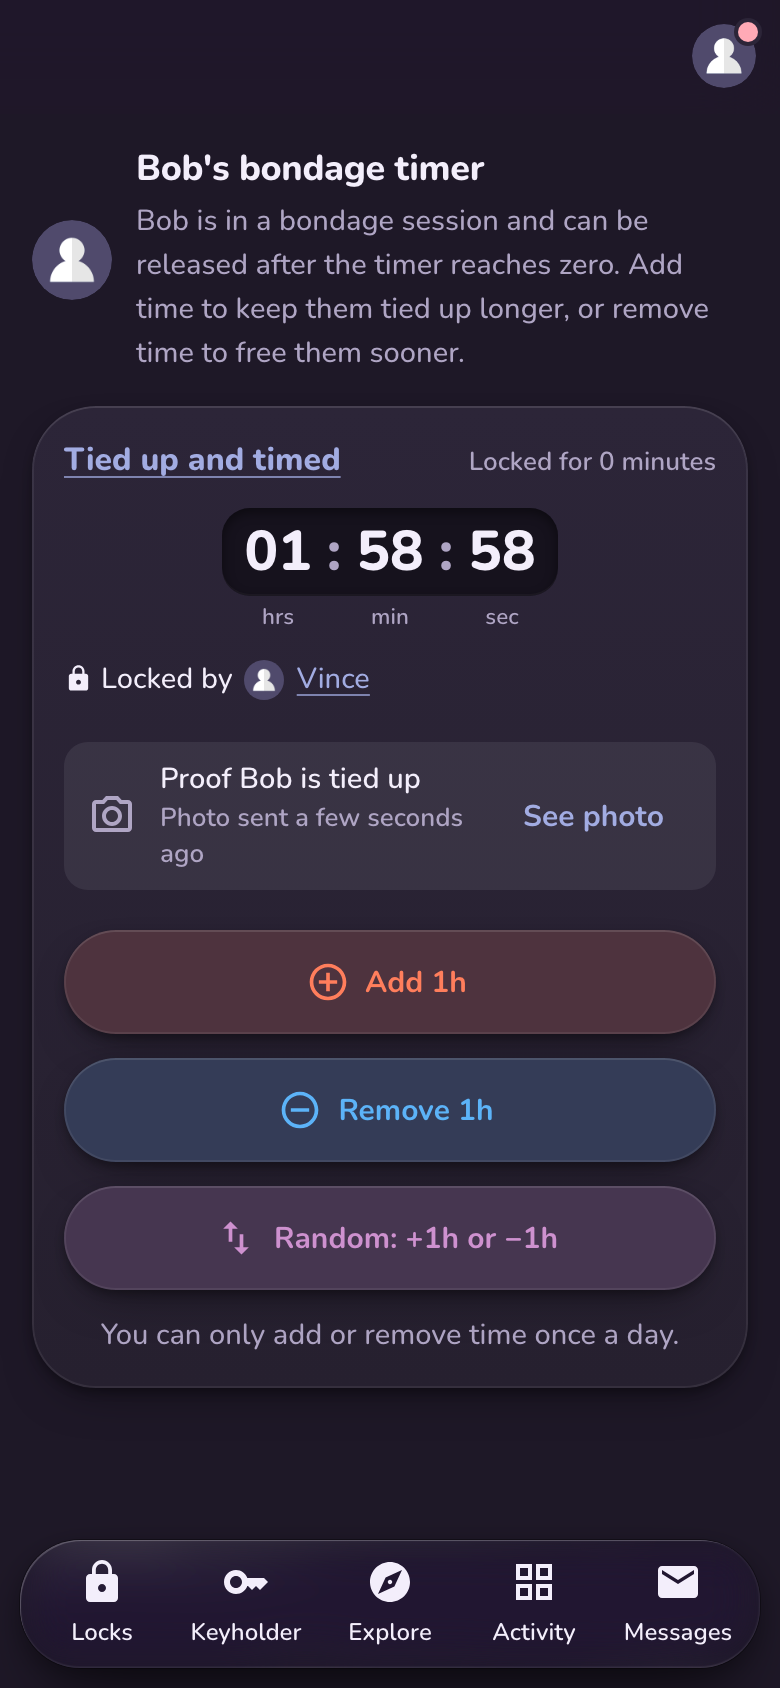 Bob's bondage timer
Bob is in a bondage session and can be
released after the timer reaches zero. Add
time to keep them tied up longer, or remove
time to free them sooner.
Tied up and timed
Locked for 0 minutes
01 : 58 : 58
hrs min sec
Locked by Vince
Proof Bob is tied up
Photo sent a few seconds
ago
See photo
Add 1h
Remove 1h
Random: +1h or −1h
You can only add or remove time once a day.
Locks Keyholder Explore Activity Messages